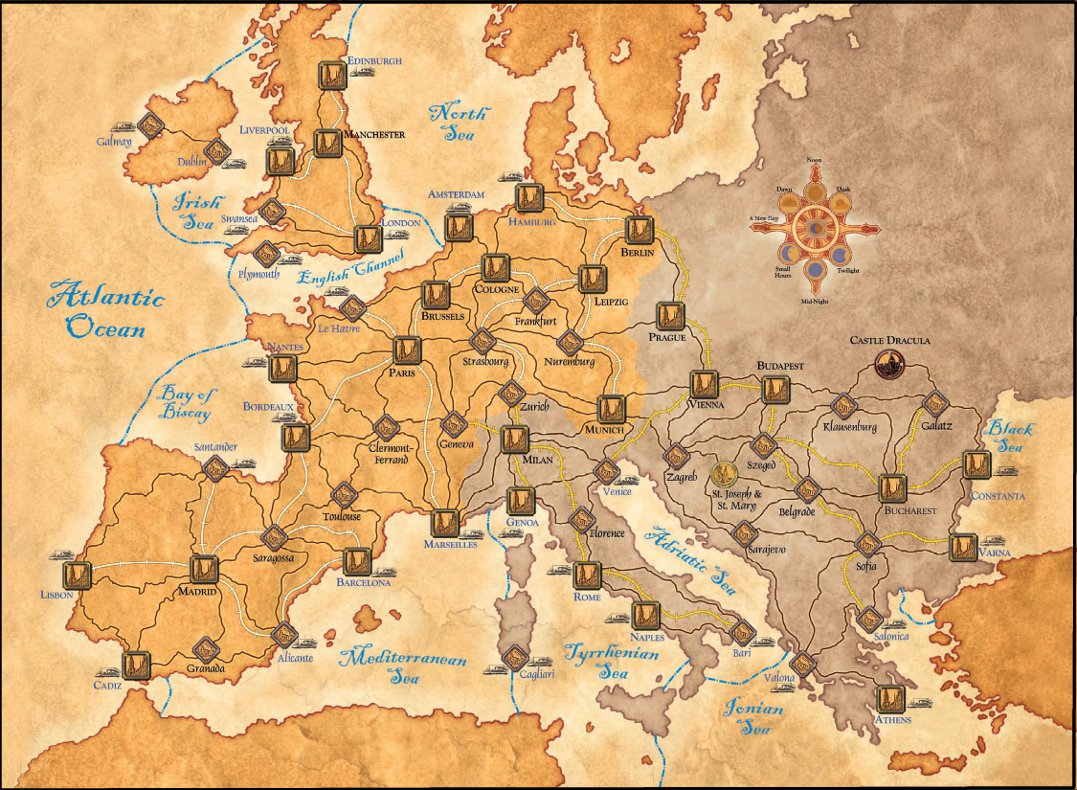 EDINBURGH
North
Sea
LIVERPOOL
MANCHESTER
Galway
Dublin
Noon
Dawn
Dusk
A New Day
Small
Hours
Twilight
Mid-Night
Irish
Sea
Swansea
LONDON
AMSTERDAM
HAMBURG
BERLIN
Plymouth
English Channel
COLOGNE
LEIPZIG
Atlantic
Ocean
BRUSSELS
Frankfurt
Le Havre
Strasbourg
Nuremburg
PRAGUE
CASTLE DRACULA
NANTES
PARIS
BUDAPEST
Bay of
Biscay
BORDEAUX
Zurich
VIENNA
Klausenburg
Galatz
Black
Sea
Geneva
MUNICH
Clermont-
Ferrand
Santander
MILAN
Zagreb
Szeged
St. Joseph &
St. Mary
Venice
CONSTANTA
Toulouse
GENOA
Belgrade
BUCHAREST
MARSEILLES
Florence
Adriatic Sea
Sarajevo
VARNA
Saragossa
Sofia
LISBON
MADRID
BARCELONA
ROME
NAPLES
Bari
Salonica
Alicante
Granada
CADIZ
Mediterranean
Sea
Cagliari
Tyrrhenian
Sea
Valona
Ionian
Sea
ATHENS